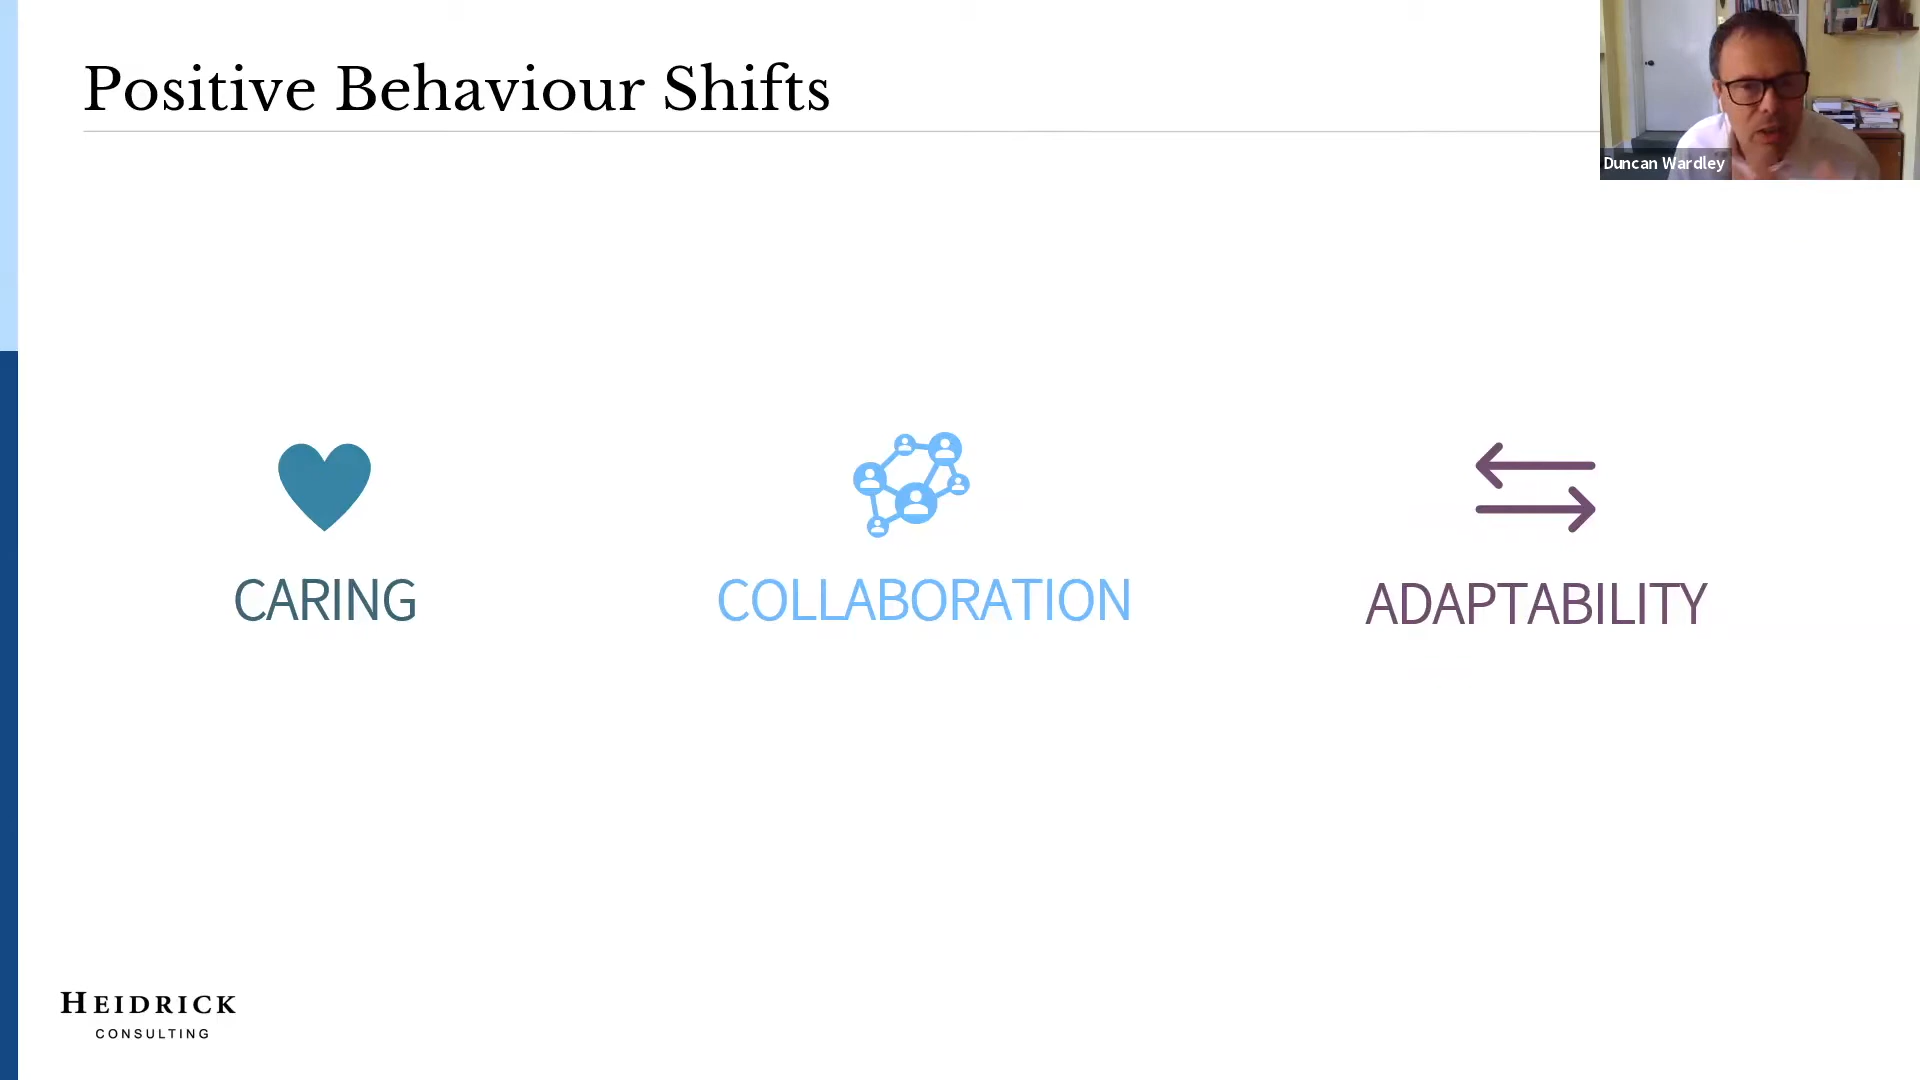 Positive Behaviour Shifts
Duncan Wardley
CARING
COLLABORATION
ADAPTABILITY
HEIDRICK
CONSULTING